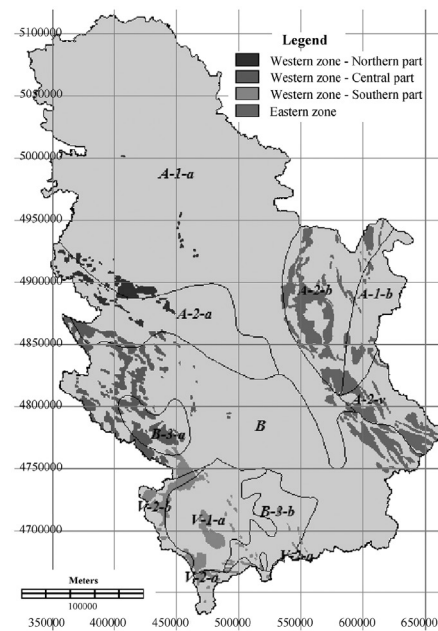 5100000
Legend
Western zone - Northern part
Western zone - Central part
Western zone - Southern part
Eastern zone
5050000
5000000
A-1-a
4950000
4900000
A-2-b
A-1-b
A-2-a
4850000
A-2-v
4800000
B-3-a
B
4750000
V-2-b
V-1-a
B-3-b
4700000
V-2-a
V-2-a
Meters
100000
350000 400000 450000 500000 550000 600000 650000